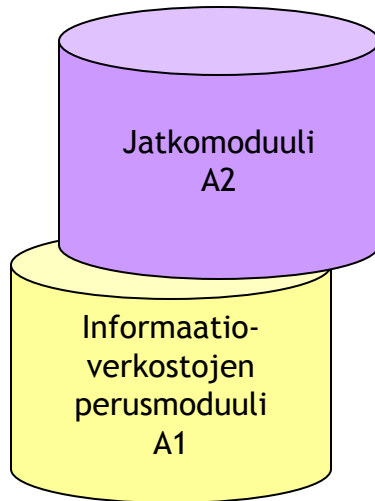 Jatkomoduuli
A2
Informaatio-
verkostojen
perusmoduuli
A1